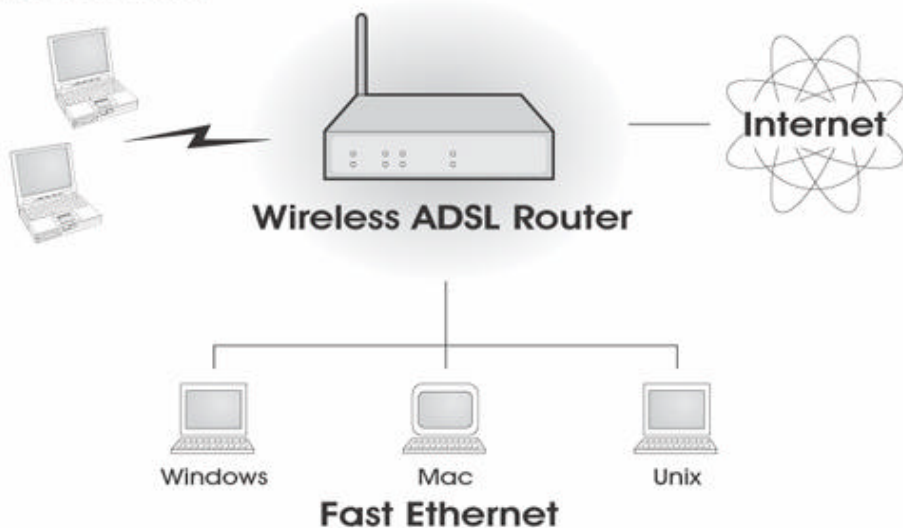 Internet
Wireless ADSL Router
Windows
Mac
Unix
Fast Ethernet